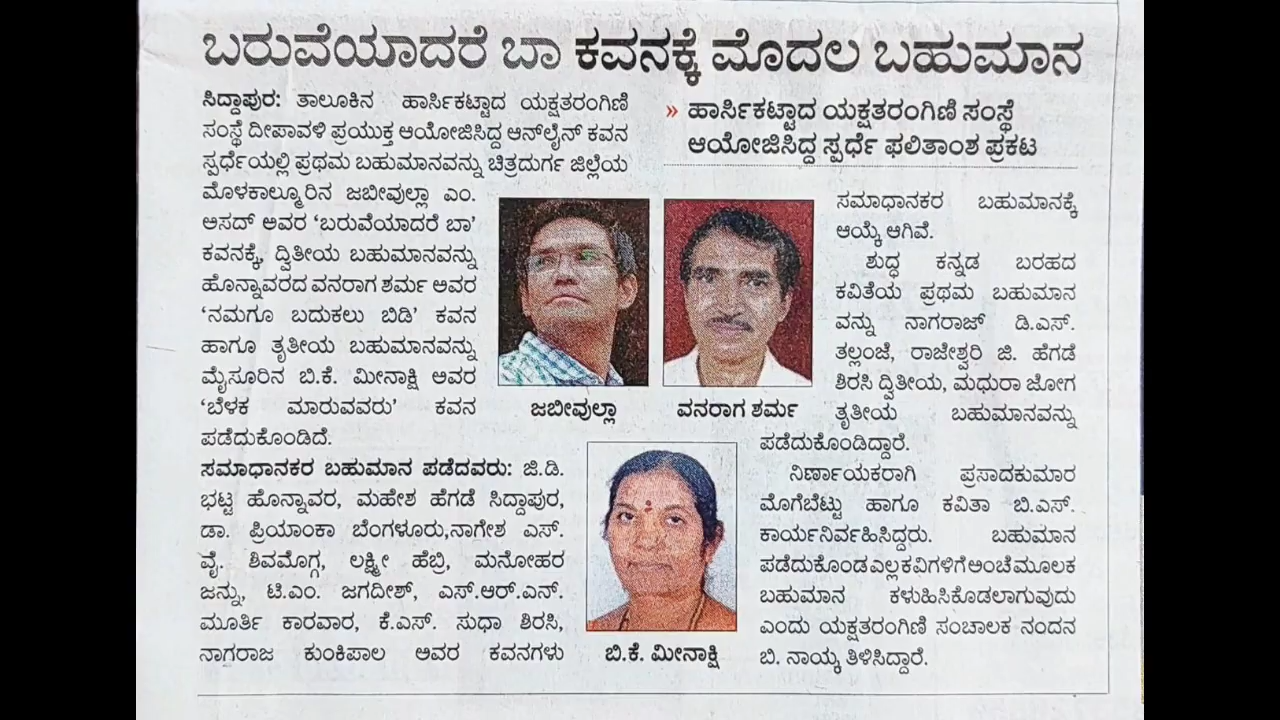 ಬರುವೆಯಾದರೆ ಬಾ ಕವನಕ್ಕೆ ಮೊದಲ ಬಹುಮಾನ
ಸಿದ್ದಾಪುರ: ತಾಲೂಕಿನ ಹಾರ್ಸಿಕಟ್ಟಾದ ಯಕ್ಷತರಂಗಿಣಿ
ಸಂಸ್ಥೆ ದೀಪಾವಳಿ ಪ್ರಯುಕ್ತ ಆಯೋಜಿಸಿದ್ದ ಆನ್‌ಲೈನ್ ಕವನ
ಸ್ಪರ್ಧೆಯಲ್ಲಿ ಪ್ರಥಮ ಬಹುಮಾನವನ್ನು ಚಿತ್ರದುರ್ಗ ಜಿಲ್ಲೆಯ
ಮೊಳಕಾಲ್ಮೂರಿನ ಜಬೀವುಲ್ಲಾ ಎಂ.
ಆಸದ್ ಅವರ ‘ಬರುವೆಯಾದರೆ ಬಾ’
ಕವನಕ್ಕೆ, ದ್ವಿತೀಯ ಬಹುಮಾನವನ್ನು
ಹೊನ್ನಾವರದ ವನರಾಗ ಶರ್ಮ ಅವರ
‘ನಮಗೂ ಬದುಕಲು ಬಿಡಿ’ ಕವನ
ಹಾಗೂ ತೃತೀಯ ಬಹುಮಾನವನ್ನು
ಮೈಸೂರಿನ ಬಿ.ಕೆ. ಮೀನಾಕ್ಷಿ ಅವರ
‘ಬೆಳಕ ಮಾರುವವರು’ ಕವನ
ಪಡೆದುಕೊಂಡಿದೆ.
ಸಮಾಧಾನಕರ ಬಹುಮಾನ ಪಡೆದವರು: ಜಿ.ಡಿ.
ಭಟ್ಟ ಹೊನ್ನಾವರ, ಮಹೇಶ ಹೆಗಡೆ ಸಿದ್ದಾಪುರ,
ಡಾ. ಪ್ರಿಯಾಂಕಾ ಬೆಂಗಳೂರು,ನಾಗೇಶ ಎಸ್.
ವೈ. ಶಿವಮೊಗ್ಗ, ಲಕ್ಷ್ಮೀ ಹೆಬ್ರಿ, ಮನೋಹರ
ಜನ್ನು, ಟಿ.ಎಂ. ಜಗದೀಶ್, ಎಸ್.ಆರ್.ಎನ್.
ಮೂರ್ತಿ ಕಾರವಾರ, ಕೆ.ಎಸ್. ಸುಧಾ ಶಿರಸಿ,
ನಾಗರಾಜ ಕುಂಕಿಪಾಲ ಅವರ ಕವನಗಳು
» ಹಾರ್ಸಿಕಟ್ಟಾದ ಯಕ್ಷತರಂಗಿಣಿ ಸಂಸ್ಥೆ
ಆಯೋಜಿಸಿದ್ದ ಸ್ಪರ್ಧೆ ಫಲಿತಾಂಶ ಪ್ರಕಟ
ಜಬೀವುಲ್ಲಾ
ವನರಾಗ ಶರ್ಮ
ಬಿ.ಕೆ. ಮೀನಾಕ್ಷಿ
ಸಮಾಧಾನಕರ ಬಹುಮಾನಕ್ಕೆ
ಆಯ್ಕೆ ಆಗಿವೆ.
ಶುದ್ಧ ಕನ್ನಡ ಬರಹದ
ಕವಿತೆಯ ಪ್ರಥಮ ಬಹುಮಾನ
ವನ್ನು ನಾಗರಾಜ್ ಡಿ.ಎಸ್.
ತಲ್ಲಂಜೆ, ರಾಜೇಶ್ವರಿ ಜಿ. ಹೆಗಡೆ
ಶಿರಸಿ ದ್ವಿತೀಯ, ಮಧುರಾ ಜೋಗ
ತೃತೀಯ ಬಹುಮಾನವನ್ನು
ಪಡೆದುಕೊಂಡಿದ್ದಾರೆ.
ನಿರ್ಣಾಯಕರಾಗಿ ಪ್ರಸಾದಕುಮಾರ
ಮೊಗೆಬೆಟ್ಟು ಹಾಗೂ ಕವಿತಾ ಬಿ.ಎಸ್.
ಕಾರ್ಯನಿರ್ವಹಿಸಿದ್ದರು. ಬಹುಮಾನ
ಪಡೆದುಕೊಂಡ ಎಲ್ಲ ಕವಿಗಳಿಗೆ ಅಂಚೆ ಮೂಲಕ
ಬಹುಮಾನ ಕಳುಹಿಸಿಕೊಡಲಾಗುವುದು
ಎಂದು ಯಕ್ಷತರಂಗಿಣಿ ಸಂಚಾಲಕ ನಂದನ
ಬಿ. ನಾಯ್ಕ ತಿಳಿಸಿದ್ದಾರೆ.